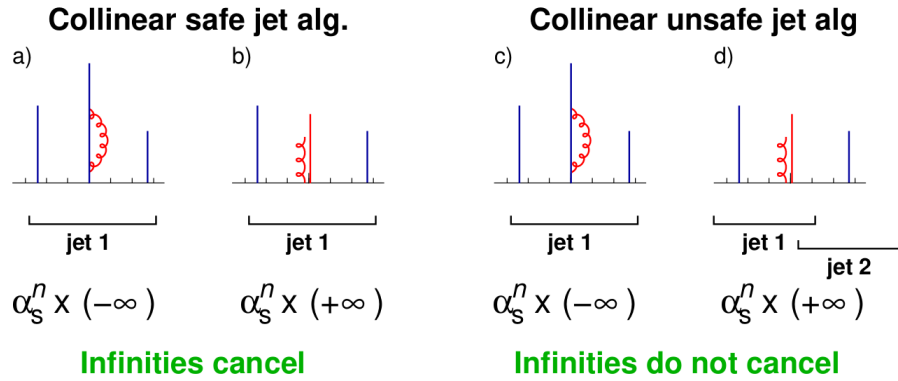 Collinear safe jet alg. Collinear unsafe jet alg
a) b) c) d)
jet 1 jet 1 jet 1 jet 1
jet 2
αₛⁿ x (−∞) αₛⁿ x (+∞) αₛⁿ x (−∞) αₛⁿ x (+∞)
Infinities cancel Infinities do not cancel